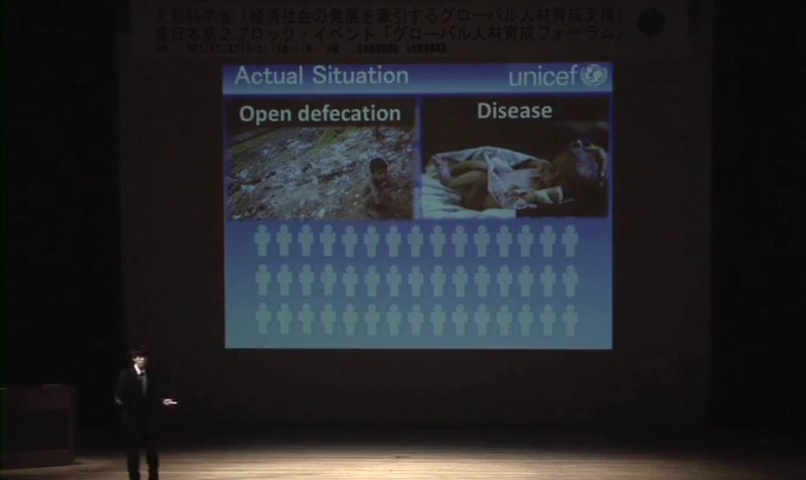 文部科学省「経済社会の発展を牽引するグローバル人材育成支援」
東日本第2ブロック・イベント「グローバル人材育成フォーラム」
Actual Situation
unicef
Open defecation
Disease